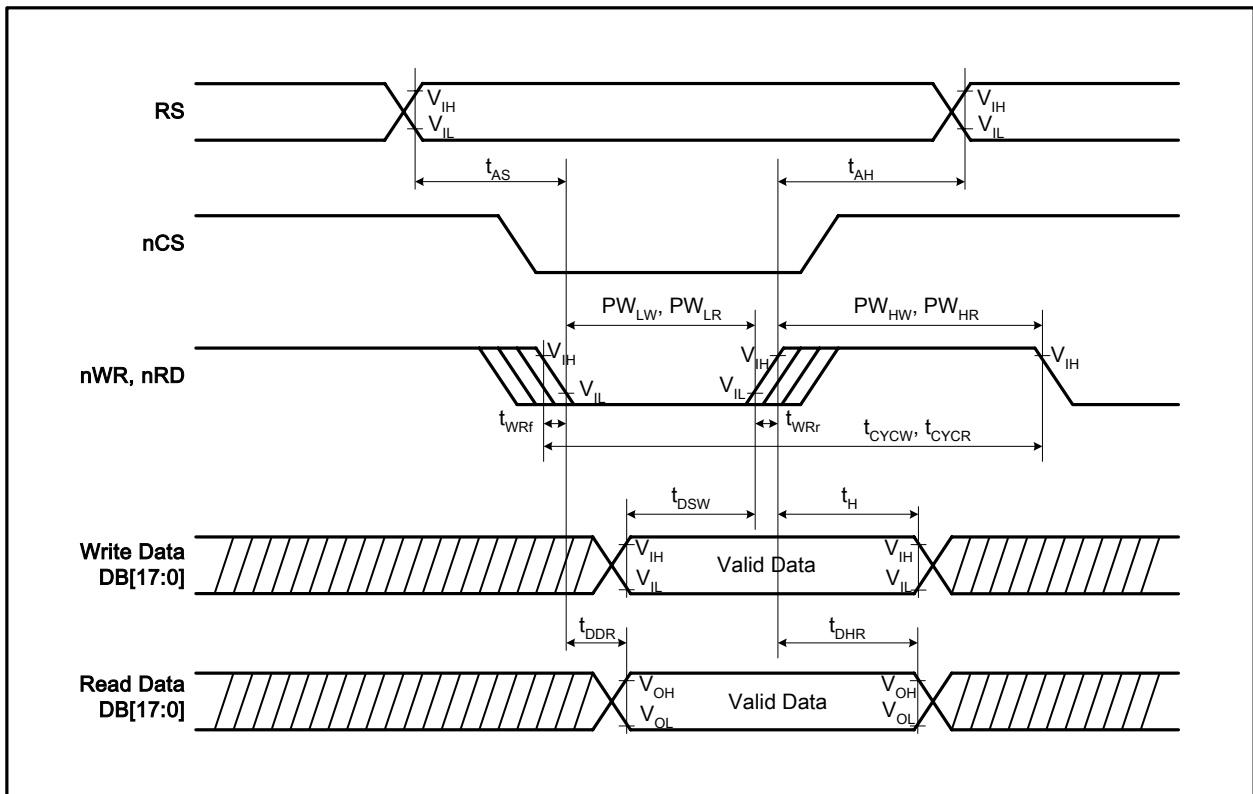 RS
V_IH
V_IL
V_IH
V_IL
t_AS
t_AH
nCS
PW_LW, PW_LR
PW_HW, PW_HR
nWR, nRD
V_IH
V_IL
V_IH
V_IL
V_IH
t_WRf
t_WRr
t_CYCW, t_CYCR
t_DSW
t_H
Write Data
DB[17:0]
V_IH
V_IL
Valid Data
V_IH
V_IL
t_DDR
t_DHR
Read Data
DB[17:0]
V_OH
V_OL
Valid Data
V_OH
V_OL